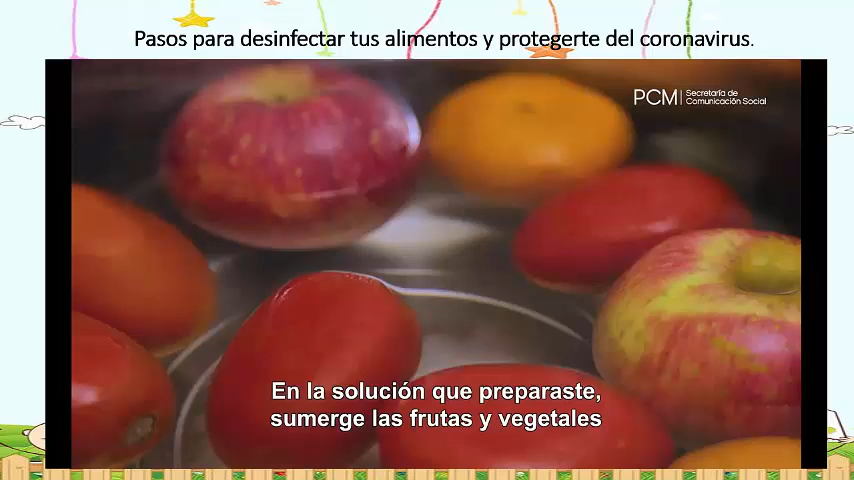 Pasos para desinfectar tus alimentos y protegerte del coronavirus.
PCM
Secretaría de
Comunicación Social
En la solución que preparaste,
sumerge las frutas y vegetales